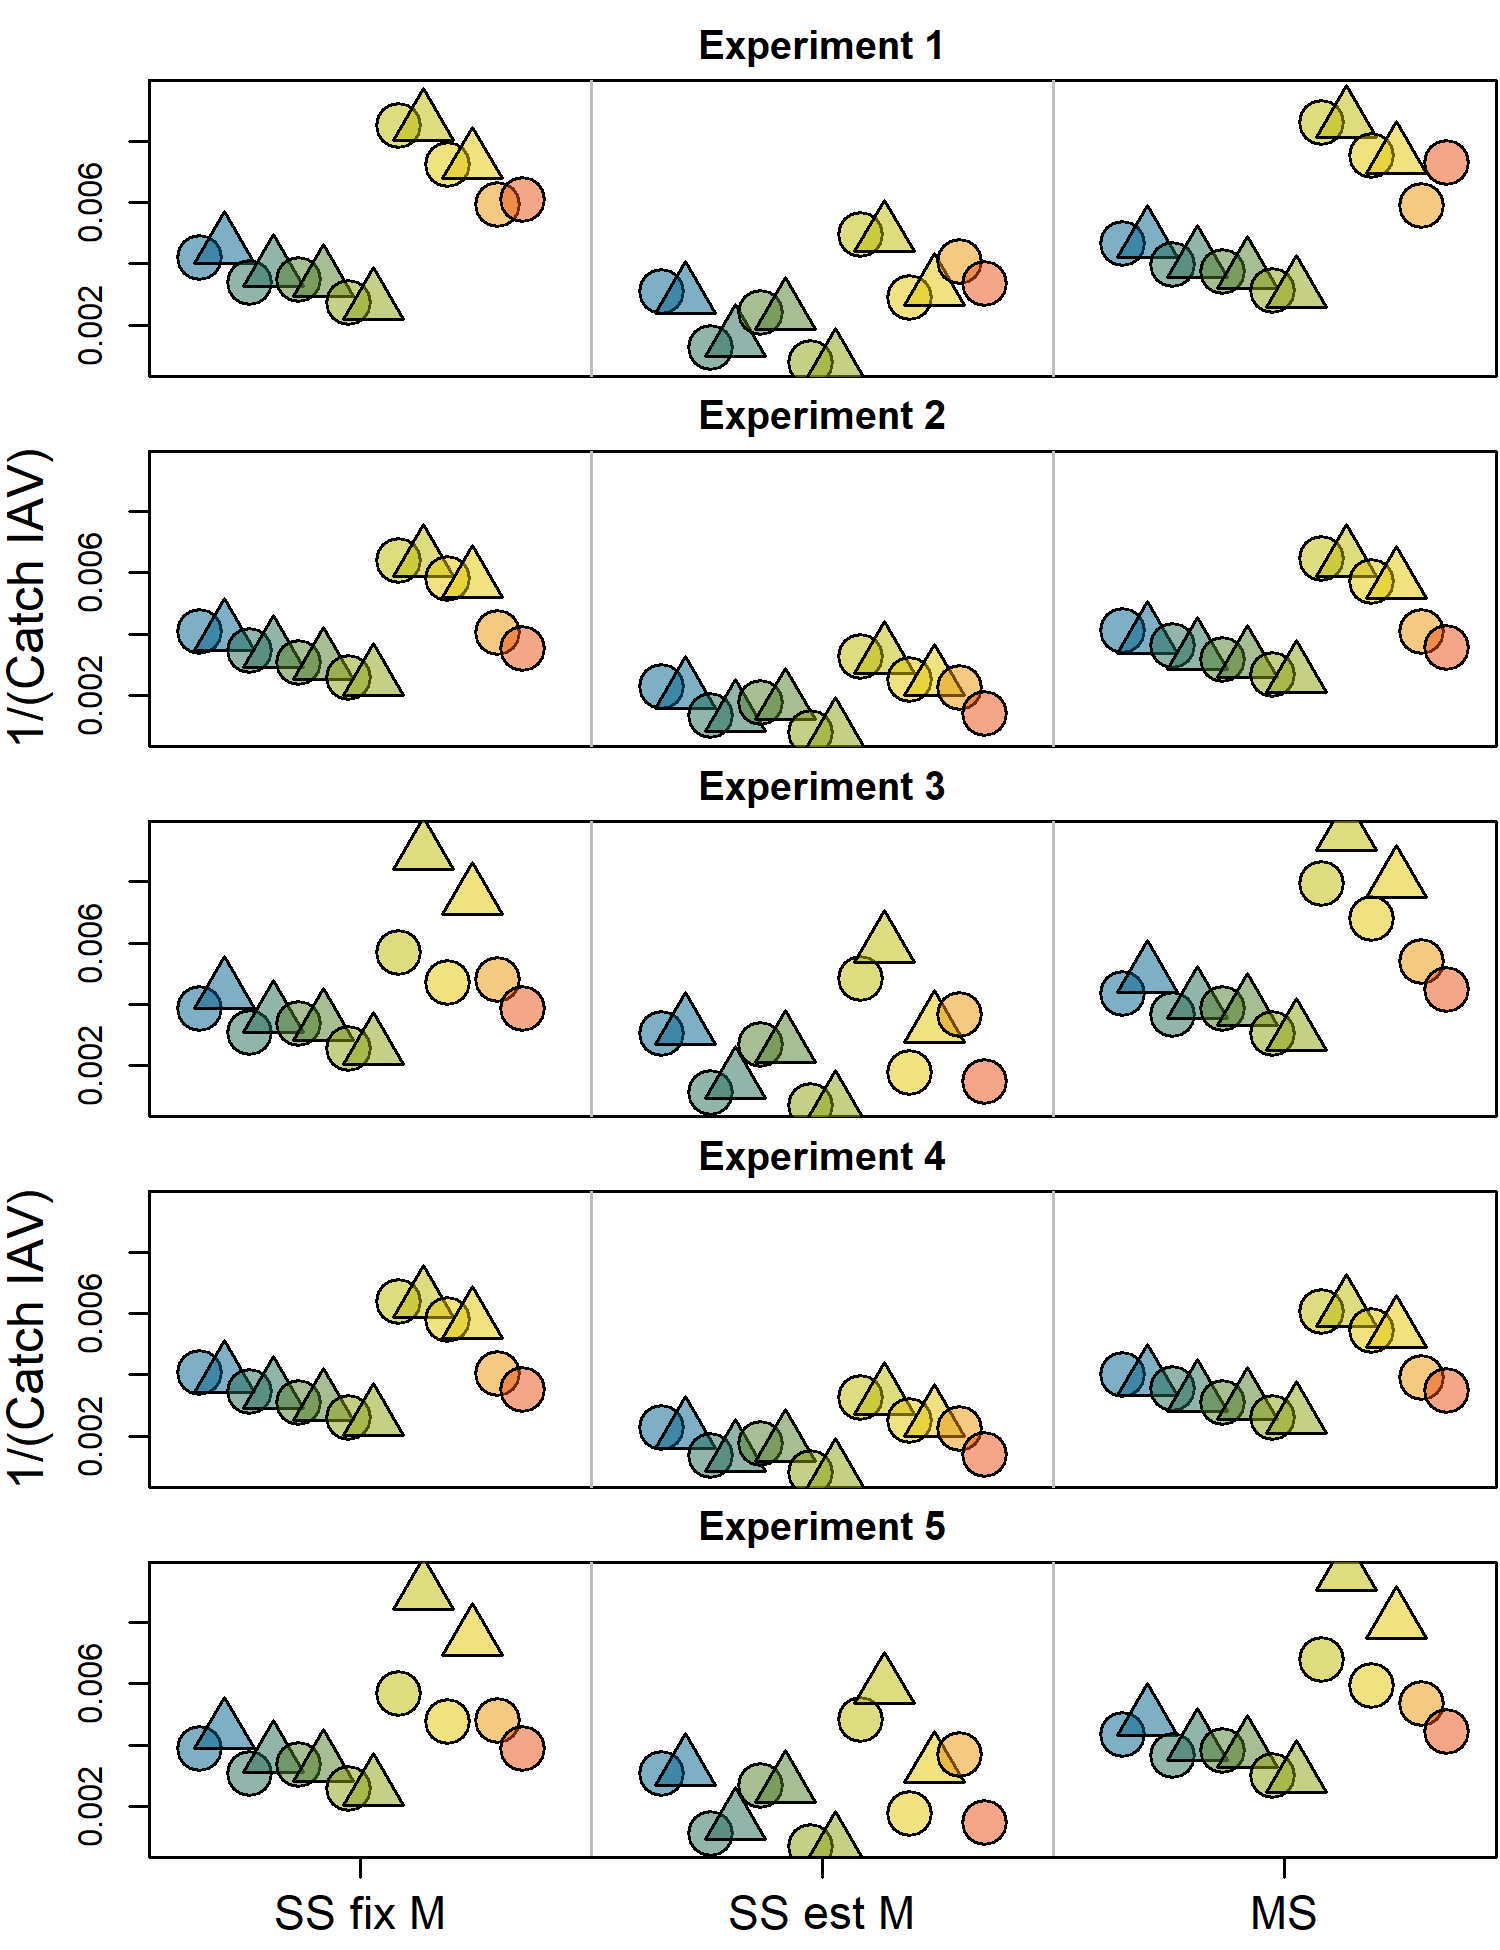 Experiment 1
0.006
0.002
Experiment 2
1/(Catch IAV)
0.006
0.002
Experiment 3
0.006
0.002
Experiment 4
1/(Catch IAV)
0.006
0.002
Experiment 5
0.006
0.002
SS fix M SS est M MS